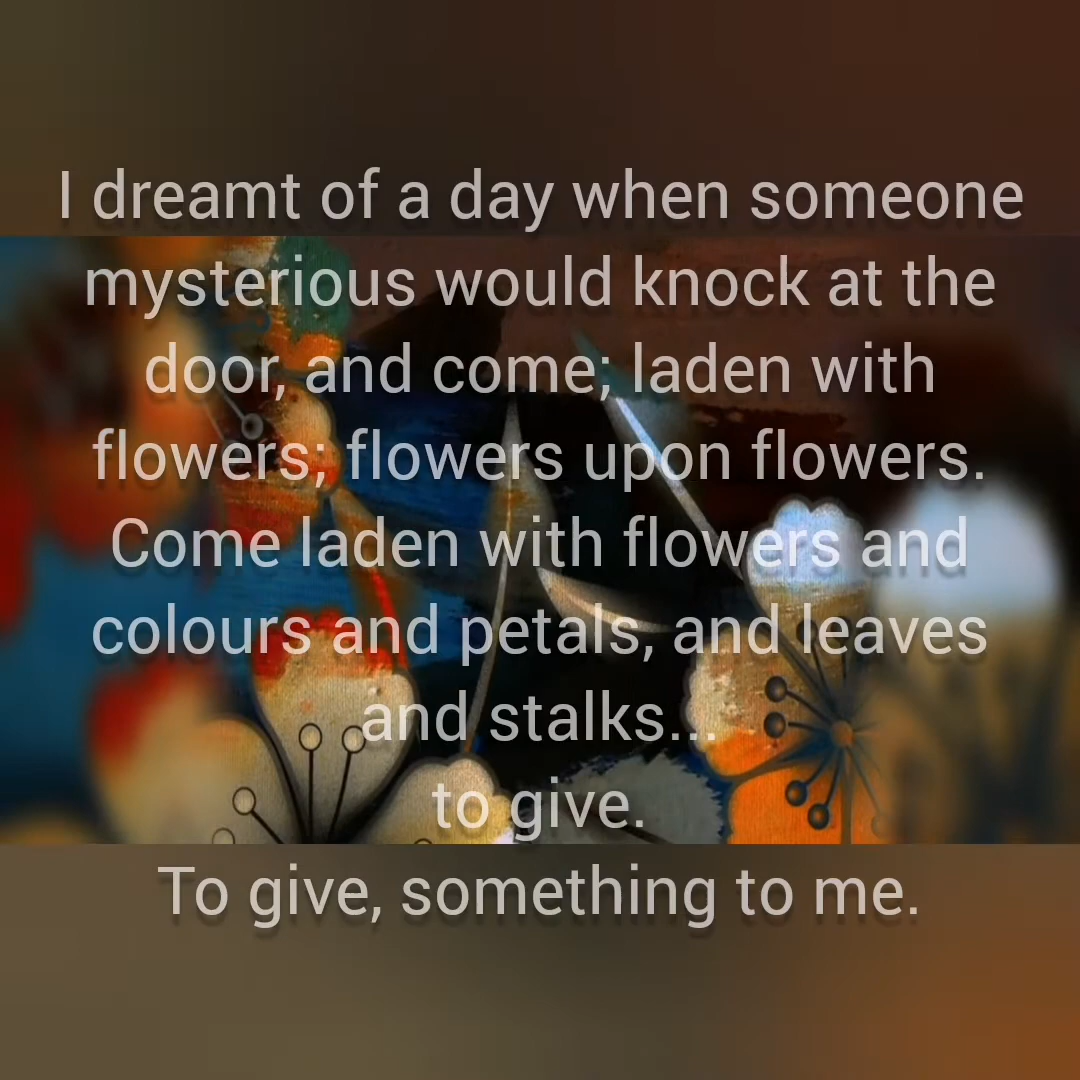 I dreamt of a day when someone
mysterious would knock at the
door, and come; laden with
flowers; flowers upon flowers.
Come laden with flowers and
colours and petals, and leaves
and stalks...
to give.
To give, something to me.